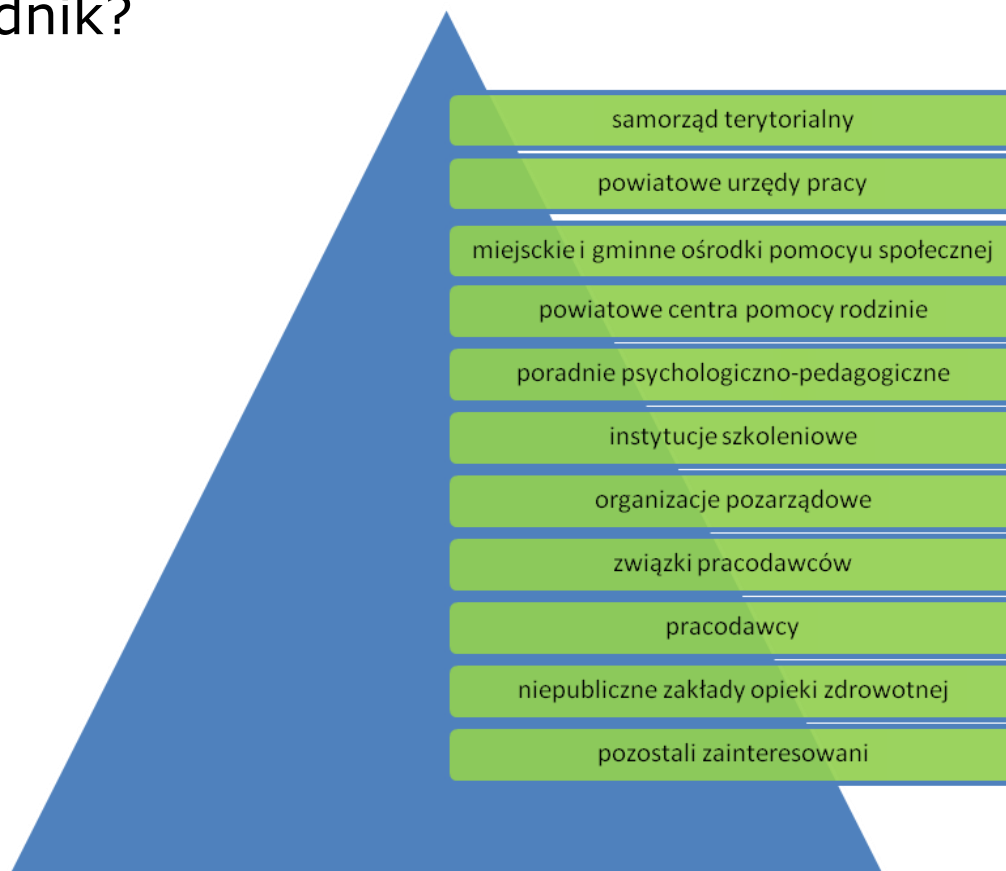 dnik?
samorząd terytorialny
powiatowe urzędy pracy
miejsckie i gminne ośrodki pomocyu społecznej
powiatowe centra pomocy rodzinie
poradnie psychologiczno-pedagogiczne
instytucje szkoleniowe
organizacje pozarządowe
związki pracodawców
pracodawcy
niepubliczne zakłady opieki zdrowotnej
pozostali zainteresowani